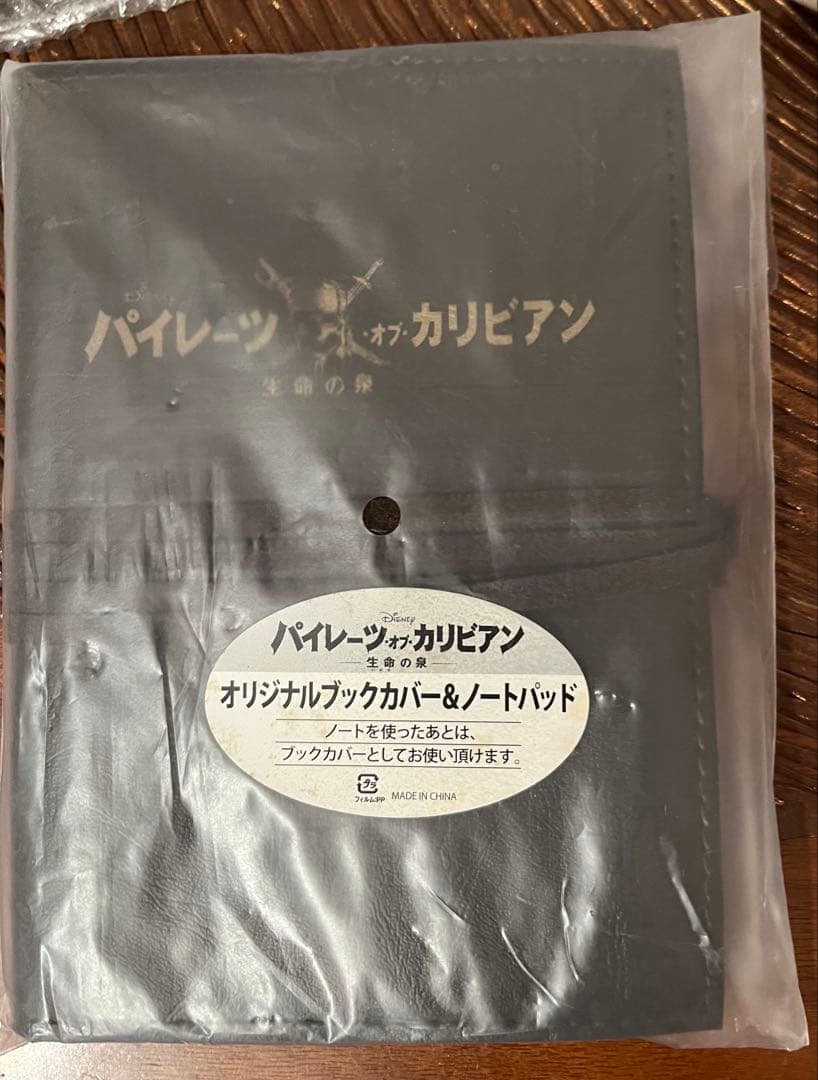 DISNEY
パイレーツ・オブ・カリビアン
生命の泉
DISNEY
パイレーツ・オブ・カリビアン
生命の泉
オリジナルブックカバー&ノートパッド
ノートを使ったあとは、
ブックカバーとしてお使い頂けます。
プラ
フィルム:PP
MADE IN CHINA